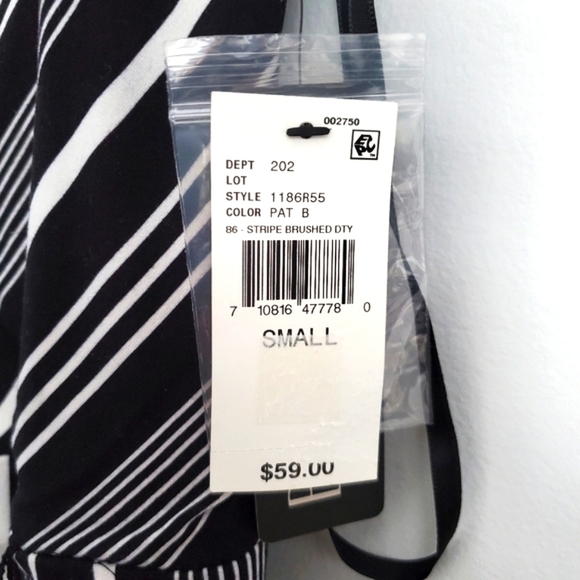 002750
DEPT 202
LOT
STYLE 1186R55
COLOR PAT B
86 - STRIPE BRUSHED DTY
7 10816 47778 0
SMALL
$59.00